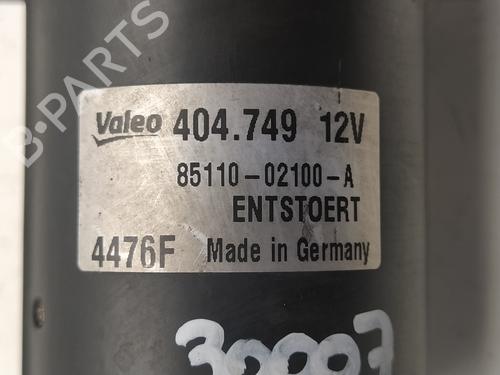 B-PARTS
Valeo 404.749 12V
85110-02100-A
ENTSTOERT
4476F Made in Germany